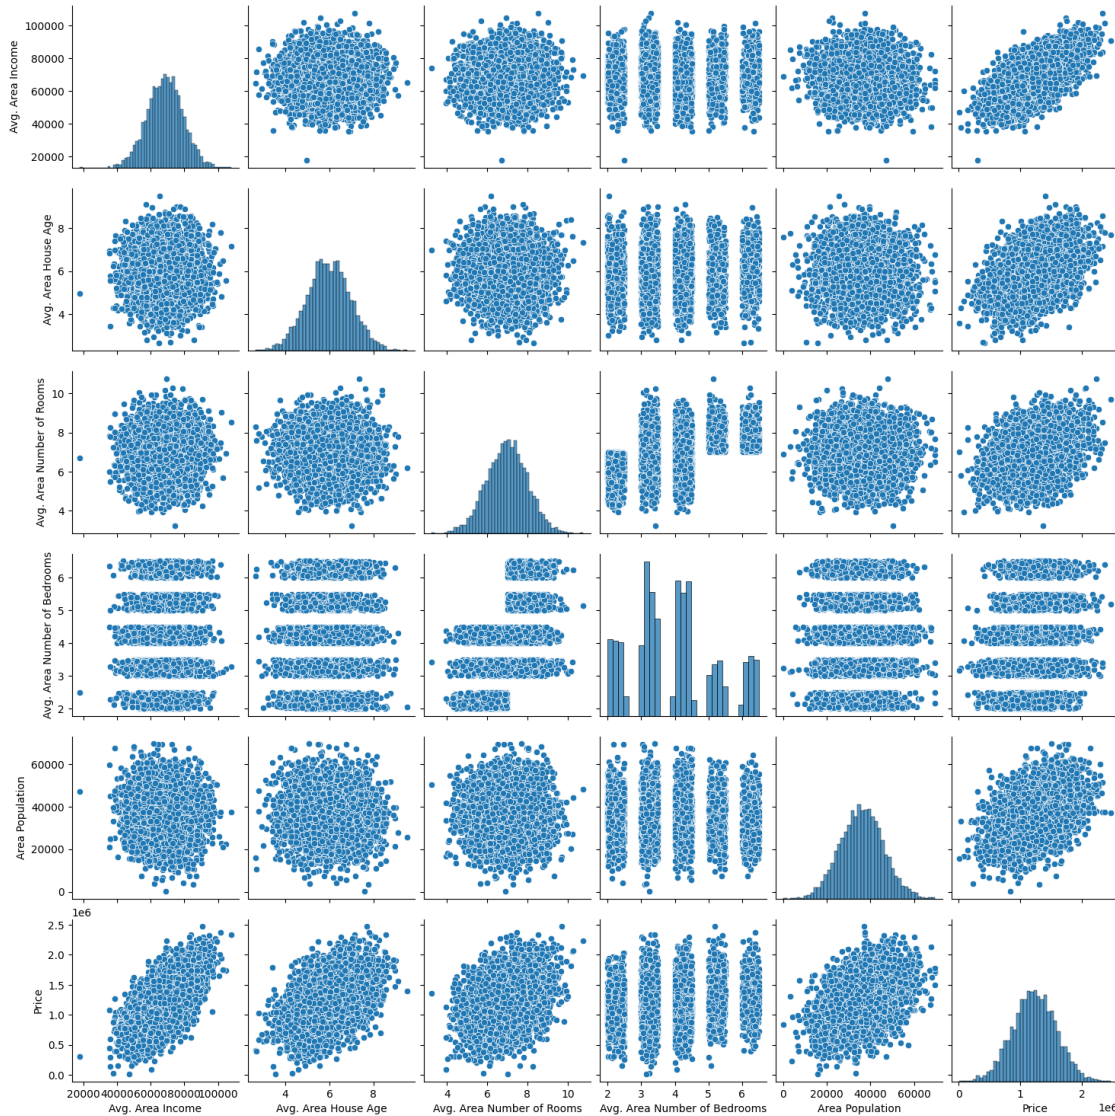 Avg. Area Income
100000
80000
60000
40000
20000
Avg. Area House Age
8
6
4
Avg. Area Number of Rooms
10
8
6
4
Avg. Area Number of Bedrooms
6
5
4
3
2
Area Population
60000
40000
20000
0
1e6
Price
2.5
2.0
1.5
1.0
0.5
0.0
20000 40000 60000 80000 100000
Avg. Area Income
4 6 8
Avg. Area House Age
4 6 8 10
Avg. Area Number of Rooms
2 3 4 5 6
Avg. Area Number of Bedrooms
0 20000 40000 60000
Area Population
0 1 2
Price
1e6